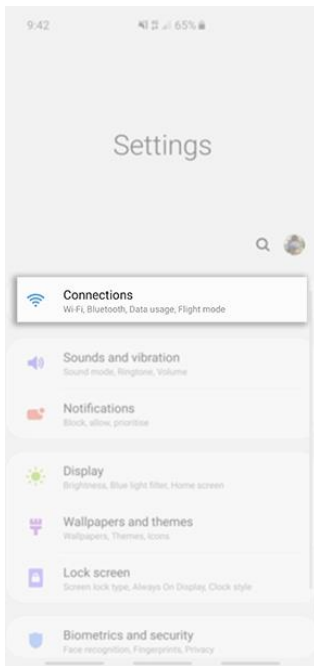 9:42
65%
Settings
Connections
Wi-Fi, Bluetooth, Data usage, Flight mode
Sounds and vibration
Sound mode, Ringtone, Volume
Notifications
Block, allow, prioritise
Display
Brightness, Blue light filter, Home screen
Wallpapers and themes
Wallpapers, Themes, Icons
Lock screen
Screen lock type, Always On Display, Clock style
Biometrics and security
Face recognition, Fingerprints, Privacy